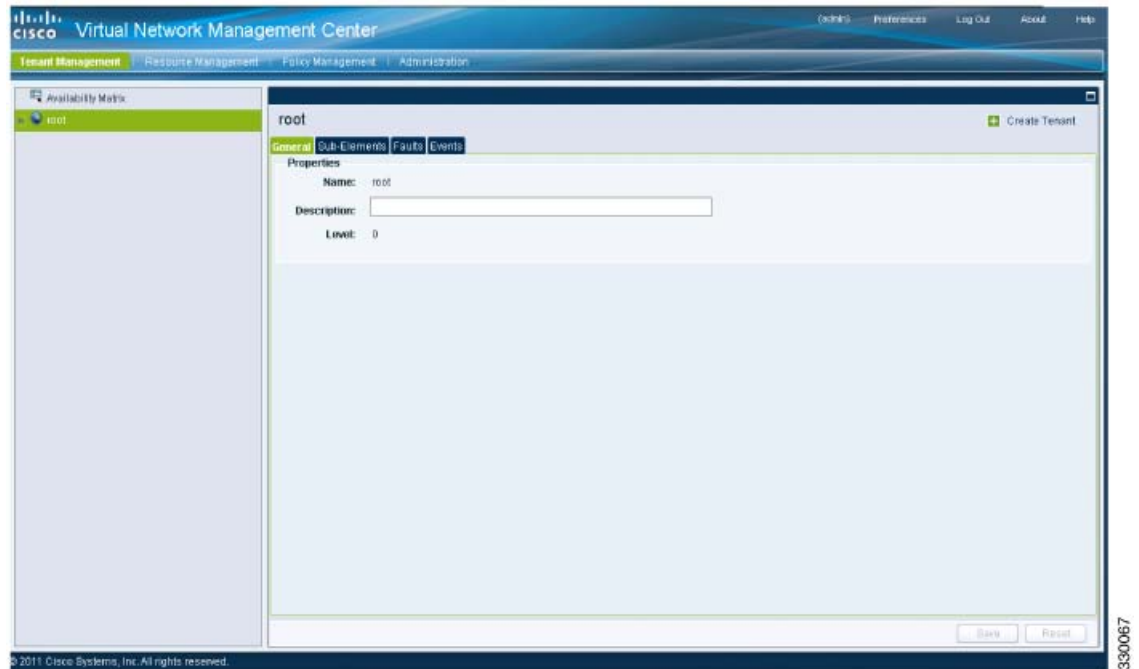 CISCO Virtual Network Management Center
(admin) Preferences Log Out About Help
Tenant Management | Resource Management | Policy Management | Administration
Availability Matrix
root
root
Create Tenant
General Sub-Elements Faults Events
Properties
Name: root
Description:
Level: 0
Save Reset
© 2011 Cisco Systems, Inc. All rights reserved.
330067